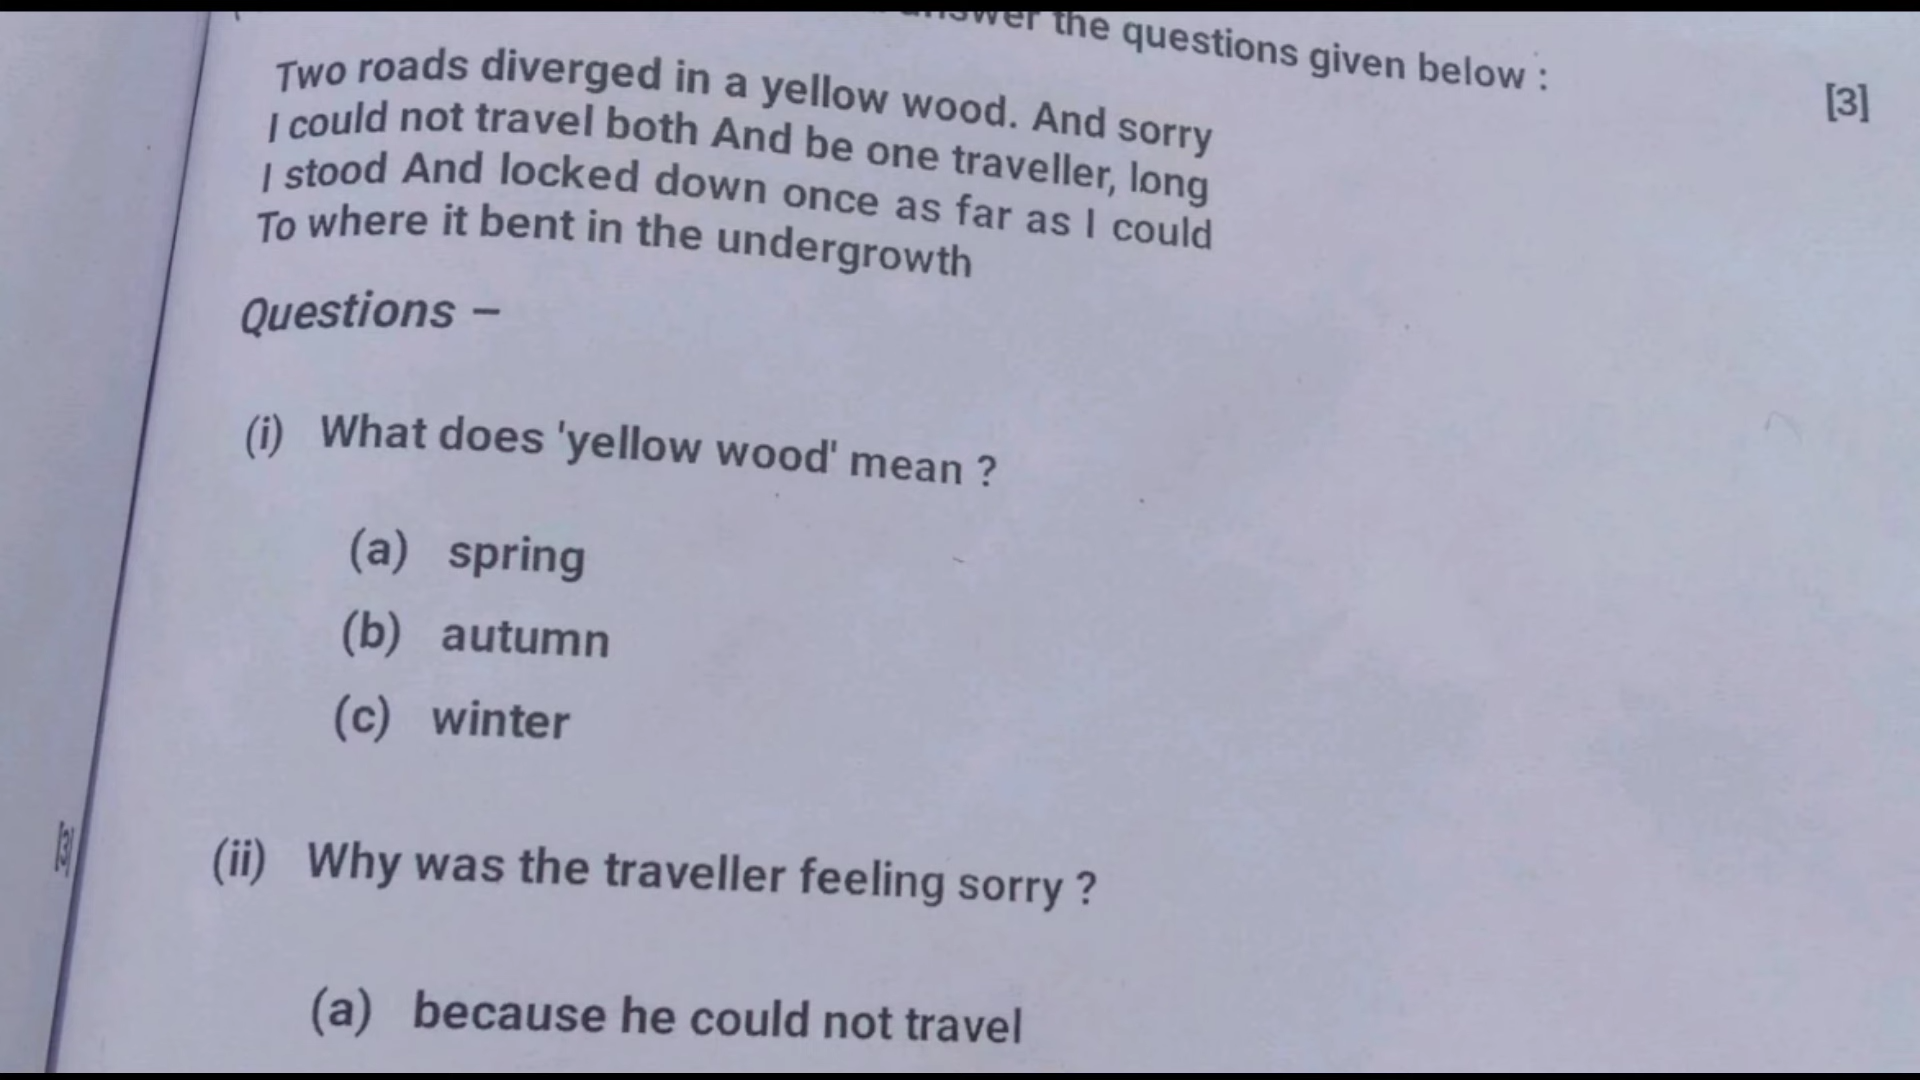 the questions given below :
[3]
Two roads diverged in a yellow wood. And sorry
I could not travel both And be one traveller, long
I stood And locked down once as far as I could
To where it bent in the undergrowth
Questions –
(i) What does 'yellow wood' mean ?
(a) spring
(b) autumn
(c) winter
[3]
(ii) Why was the traveller feeling sorry ?
(a) because he could not travel